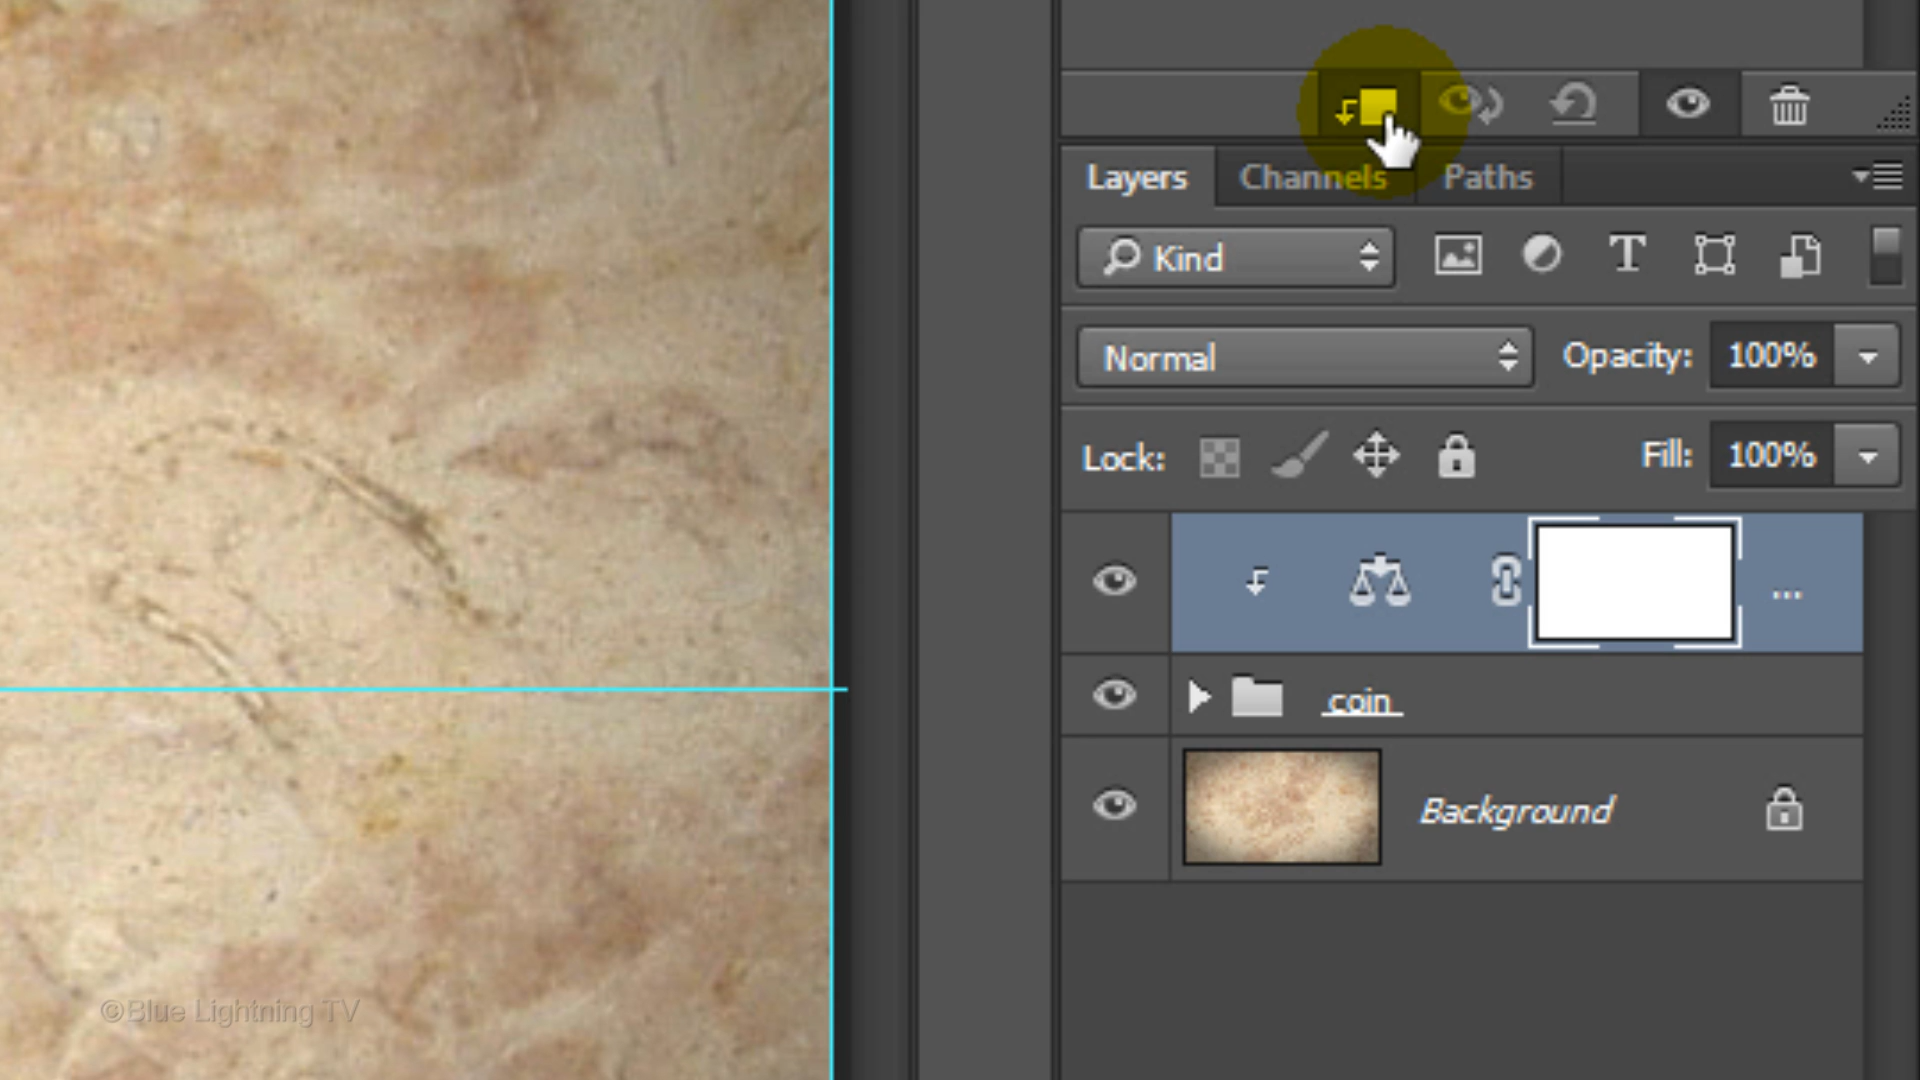 Layers Channels Paths
Kind
Normal Opacity: 100%
Lock: Fill: 100%
...
coin
Background
©Blue Lightning TV